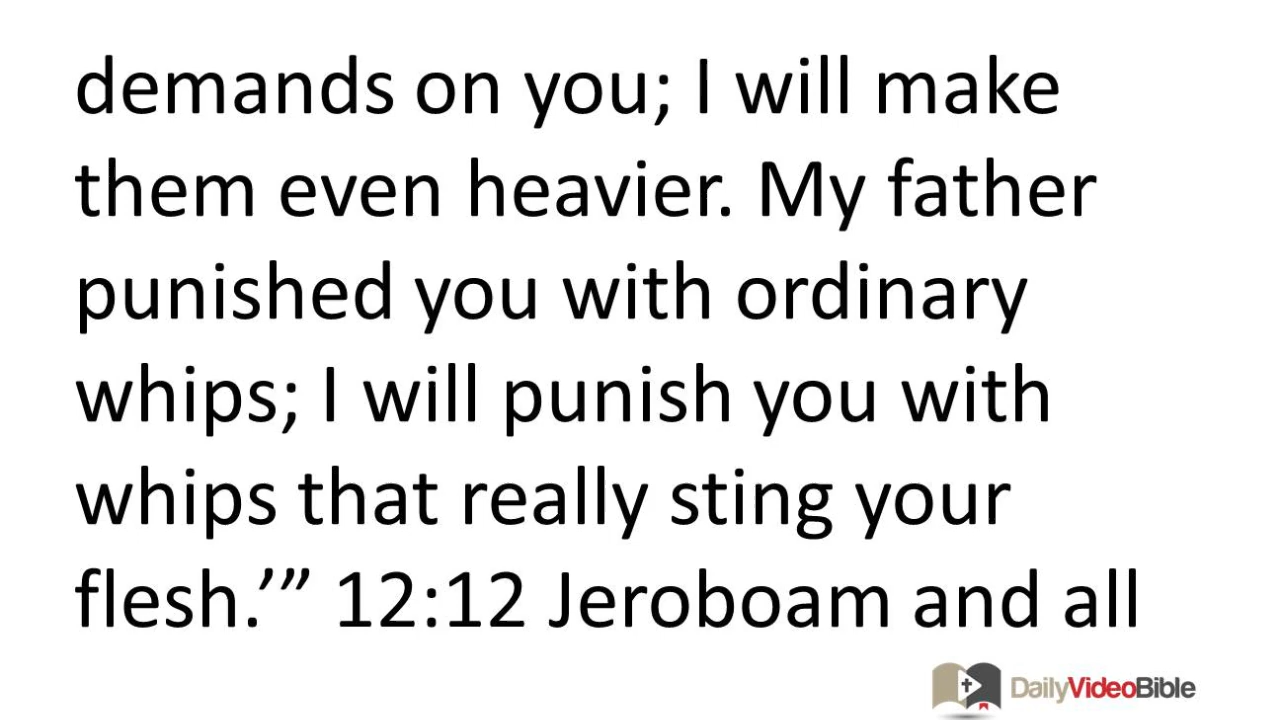 demands on you; I will make
them even heavier. My father
punished you with ordinary
whips; I will punish you with
whips that really sting your
flesh.’” 12:12 Jeroboam and all
DailyVideoBible